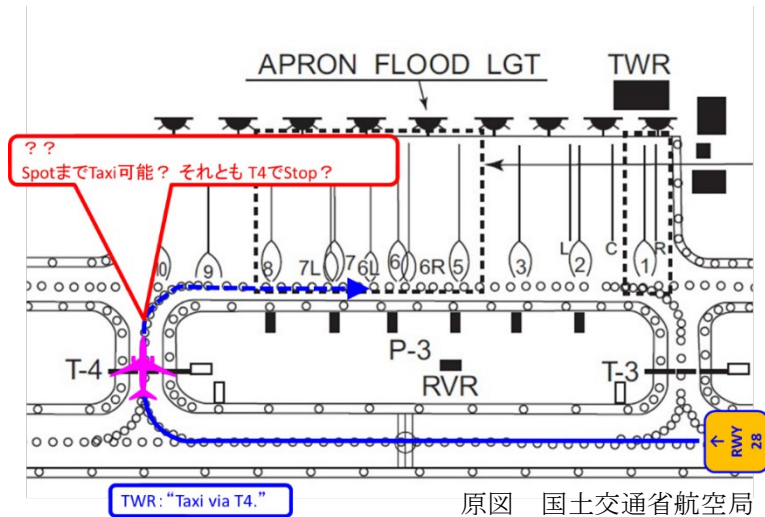 APRON FLOOD LGT
TWR
??
SpotまでTaxi可能? それとも T4でStop?
10
9
8
7L
7
6L
6
6R
5
3
L
2
C
1
R
T-4
P-3
RVR
T-3
↑
RWY
28
TWR:“Taxi via T4.”
原図 国土交通省航空局